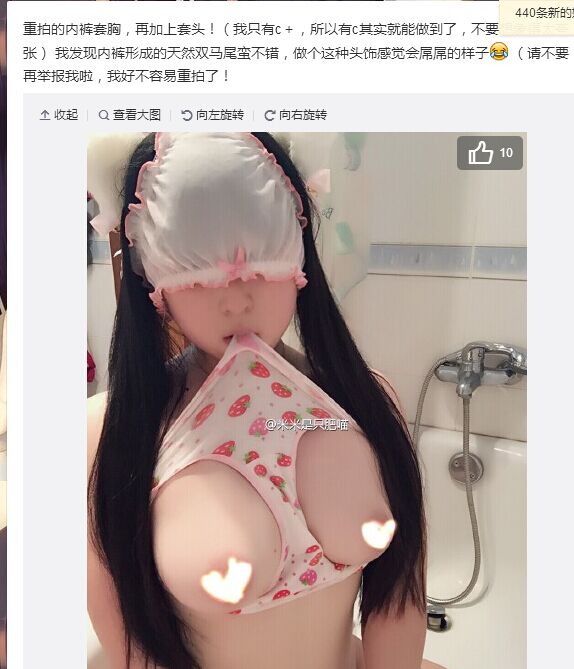 440条新的
重拍的内裤套胸，再加上套头！（我只有c +，所以有c其实就能做到了，不要
张） 我发现内裤形成的天然双马尾蛮不错，做个这种头饰感觉会屌屌的样子😂（ 请不要
再举报我啦，我好不容易重拍了！
收起 查看大图 向左旋转 向右旋转
10
@米米是只肥喵